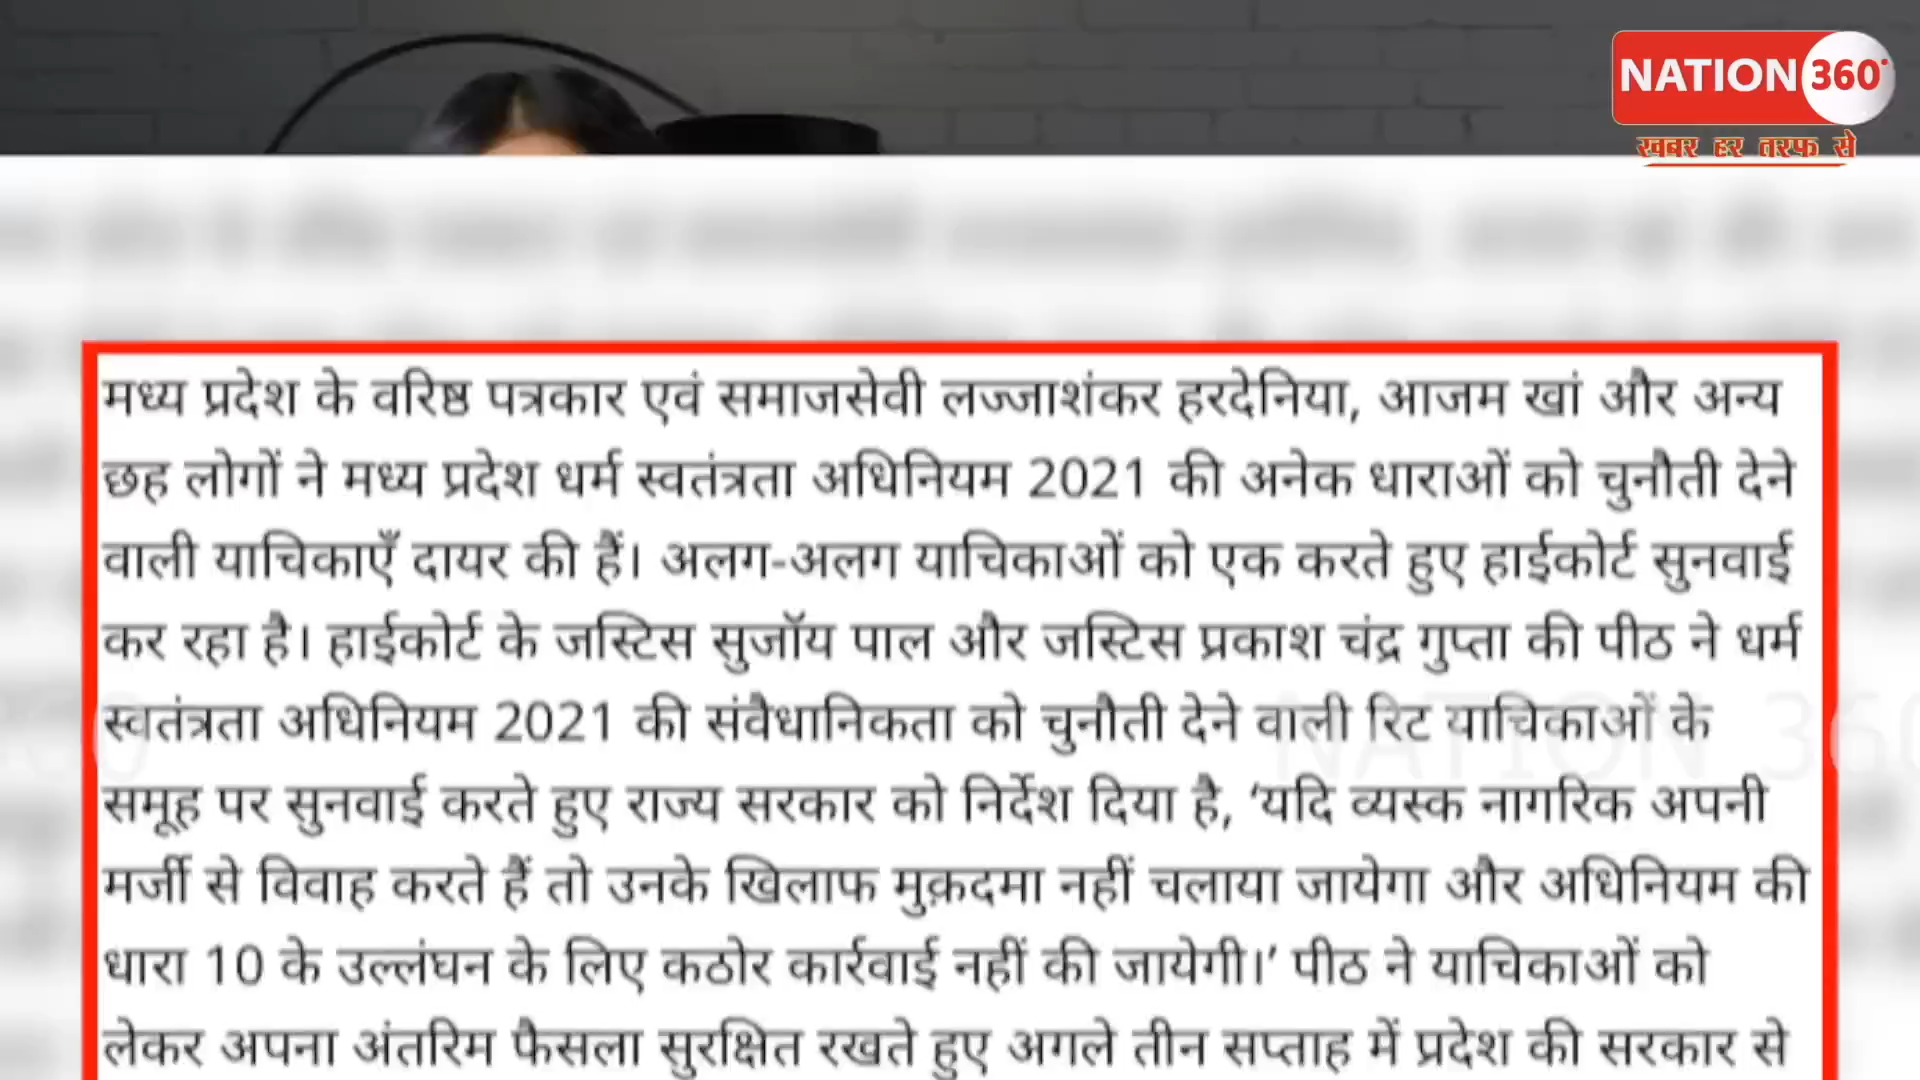 NATION 360°
खबर हर तरफ से
मध्य प्रदेश के वरिष्ठ पत्रकार एवं समाजसेवी लज्जाशंकर हरदेनिया, आजम खां और अन्य
छह लोगों ने मध्य प्रदेश धर्म स्वतंत्रता अधिनियम 2021 की अनेक धाराओं को चुनौती देने
वाली याचिकाएँ दायर की हैं। अलग-अलग याचिकाओं को एक करते हुए हाईकोर्ट सुनवाई
कर रहा है। हाईकोर्ट के जस्टिस सुजॉय पाल और जस्टिस प्रकाश चंद्र गुप्ता की पीठ ने धर्म
स्वतंत्रता अधिनियम 2021 की संवैधानिकता को चुनौती देने वाली रिट याचिकाओं के
समूह पर सुनवाई करते हुए राज्य सरकार को निर्देश दिया है, ‘यदि व्यस्क नागरिक अपनी
मर्जी से विवाह करते हैं तो उनके खिलाफ मुक़दमा नहीं चलाया जायेगा और अधिनियम की
धारा 10 के उल्लंघन के लिए कठोर कार्रवाई नहीं की जायेगी।’ पीठ ने याचिकाओं को
लेकर अपना अंतरिम फैसला सुरक्षित रखते हुए अगले तीन सप्ताह में प्रदेश की सरकार से
NATION 360